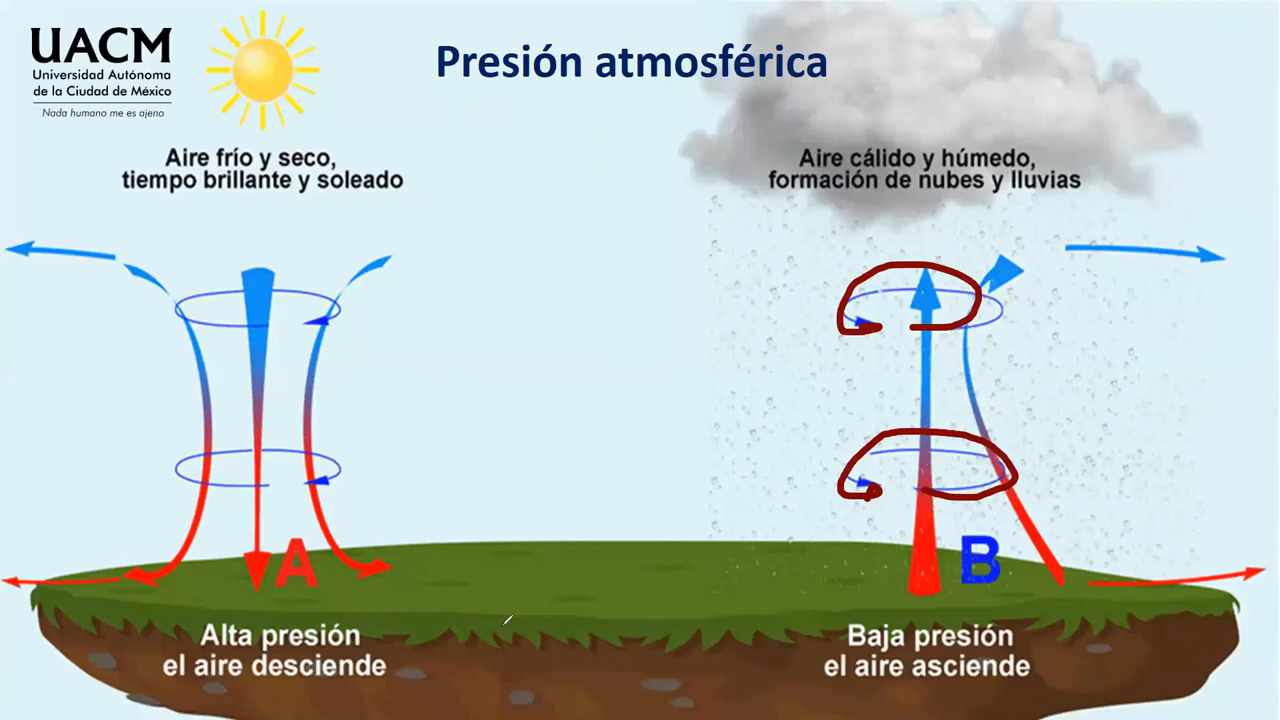 UACM
Universidad Autónoma
de la Ciudad de México
Nada humano me es ajeno
Presión atmosférica
Aire frío y seco,
tiempo brillante y soleado
Aire cálido y húmedo,
formación de nubes y lluvias
A
B
Alta presión
el aire desciende
Baja presión
el aire asciende